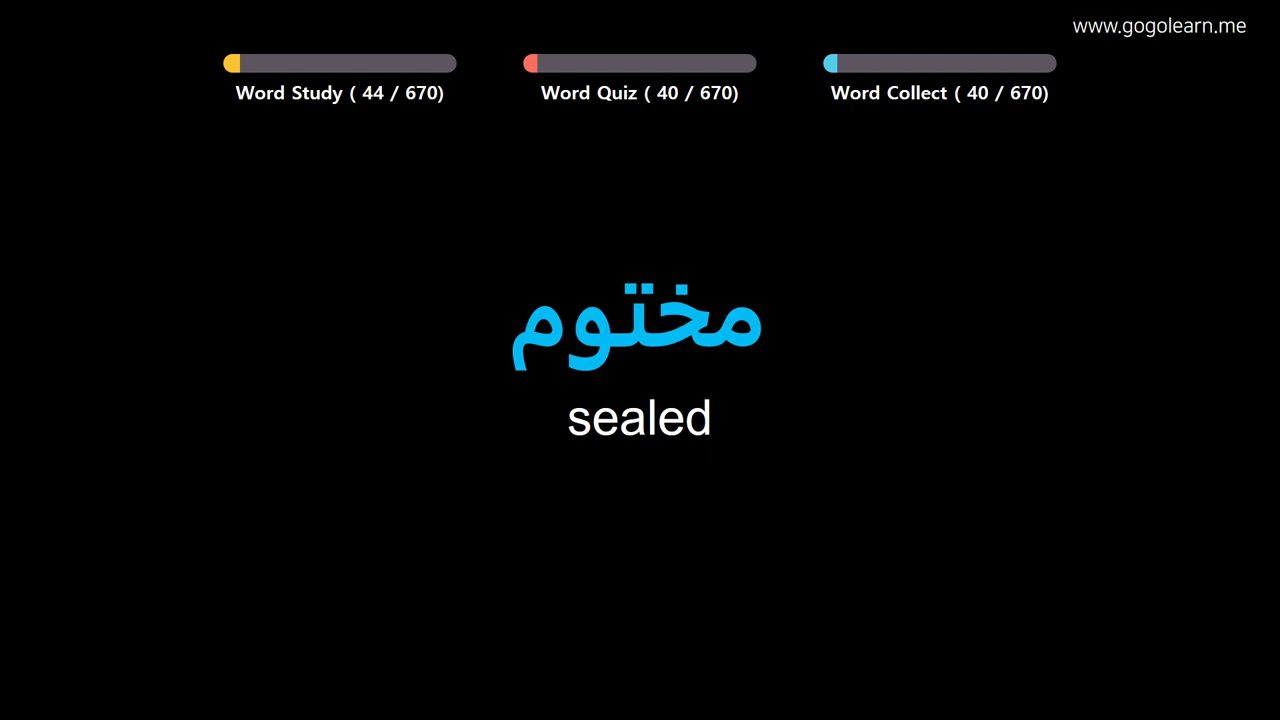 www.gogolearn.me
Word Study ( 44 / 670)
Word Quiz ( 40 / 670)
Word Collect ( 40 / 670)
مختوم
sealed